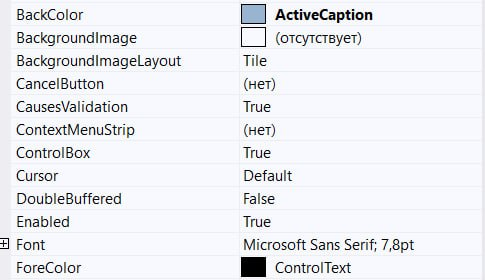 BackColor ActiveCaption
BackgroundImage (отсутствует)
BackgroundImageLayout Tile
CancelButton (нет)
CausesValidation True
ContextMenuStrip (нет)
ControlBox True
Cursor Default
DoubleBuffered False
Enabled True
Font Microsoft Sans Serif; 7,8pt
ForeColor ControlText